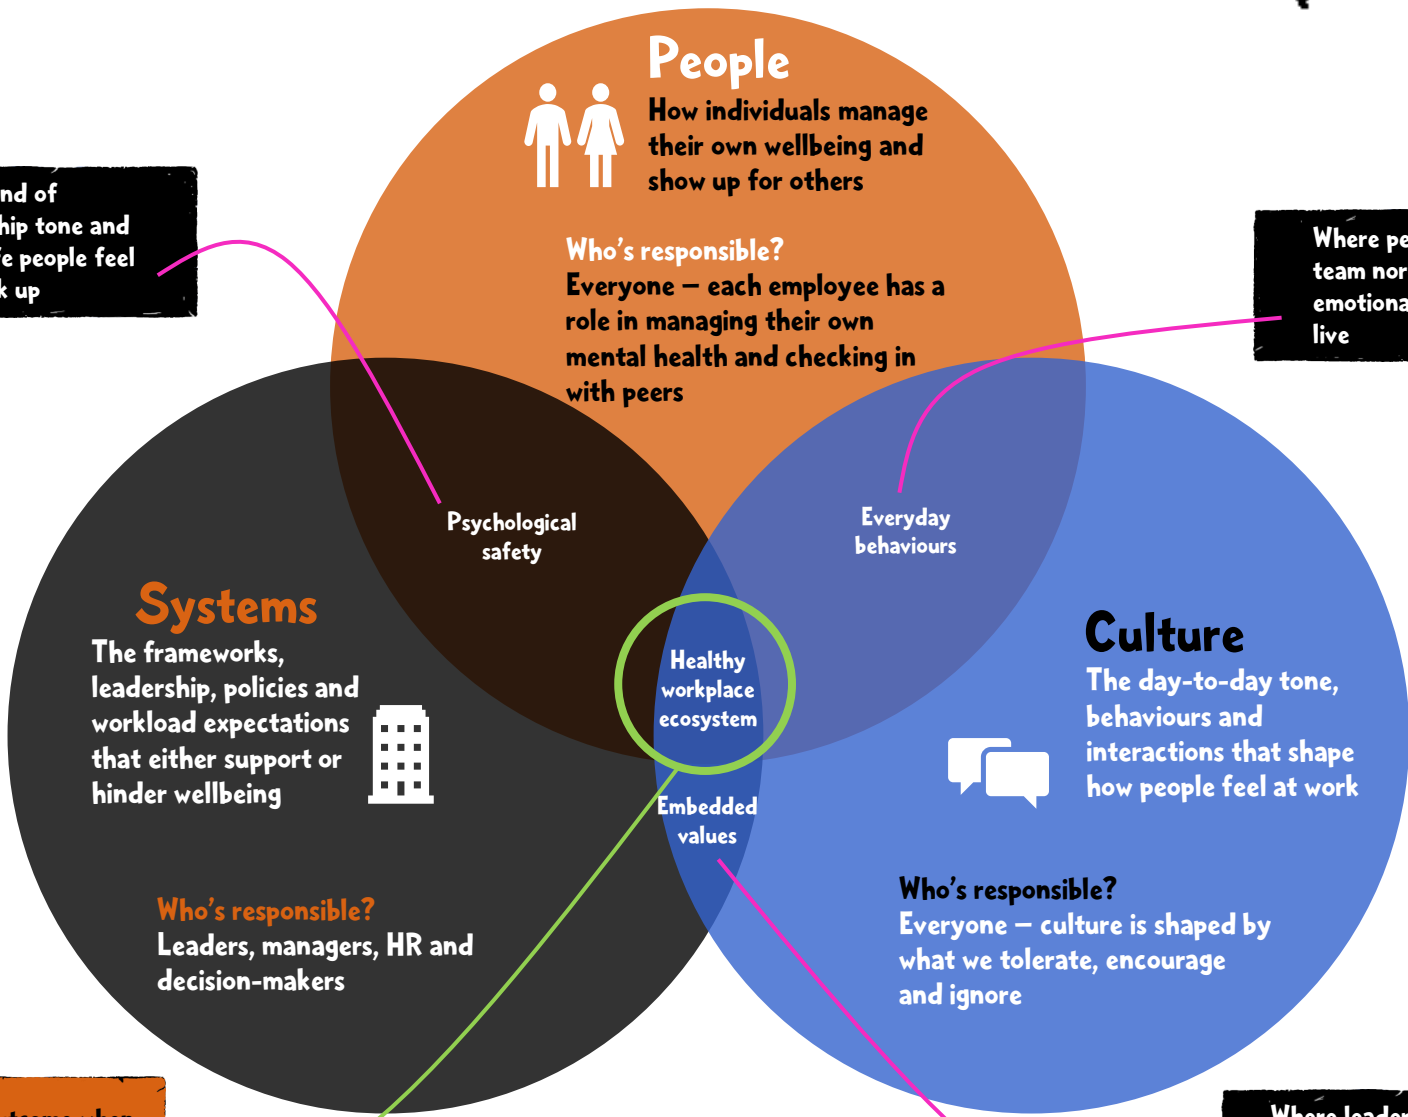 People
How individuals manage
their own wellbeing and
show up for others
Who's responsible?
Everyone – each employee has a
role in managing their own
mental health and checking in
with peers
of
tone and
people feel
up
Where
team
live
Psychological
safety
Everyday
behaviours
Systems
The frameworks,
leadership, policies and
workload expectations
that either support or
hinder wellbeing
Who's responsible?
Leaders, managers, HR and
decision-makers
Healthy
workplace
ecosystem
Embedded
values
Culture
The day-to-day tone,
behaviours and
interactions that shape
how people feel at work
Who's responsible?
Everyone – culture is shaped by
what we tolerate, encourage
and ignore
Where